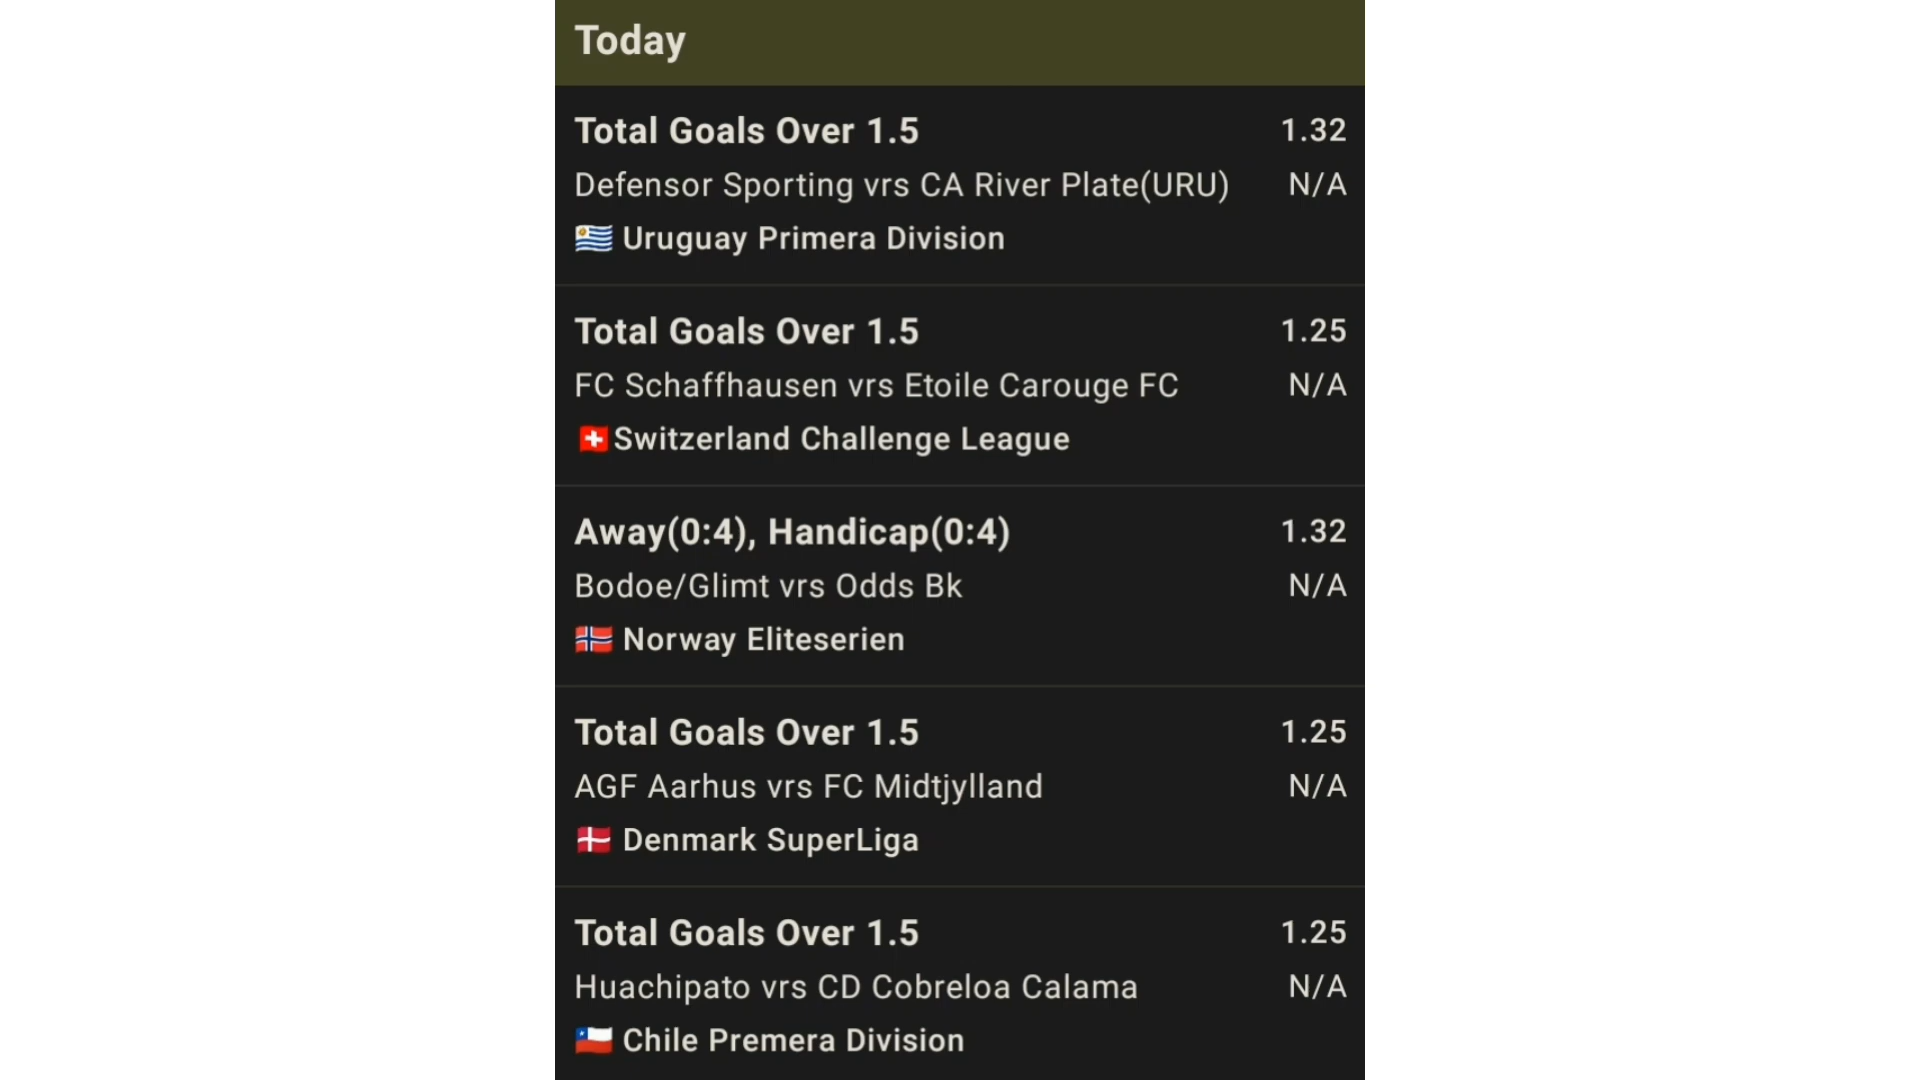 Today
Total Goals Over 1.5 1.32
Defensor Sporting vrs CA River Plate(URU) N/A
Uruguay Primera Division
Total Goals Over 1.5 1.25
FC Schaffhausen vrs Etoile Carouge FC N/A
Switzerland Challenge League
Away(0:4), Handicap(0:4) 1.32
Bodoe/Glimt vrs Odds Bk N/A
Norway Eliteserien
Total Goals Over 1.5 1.25
AGF Aarhus vrs FC Midtjylland N/A
Denmark SuperLiga
Total Goals Over 1.5 1.25
Huachipato vrs CD Cobreloa Calama N/A
Chile Premera Division